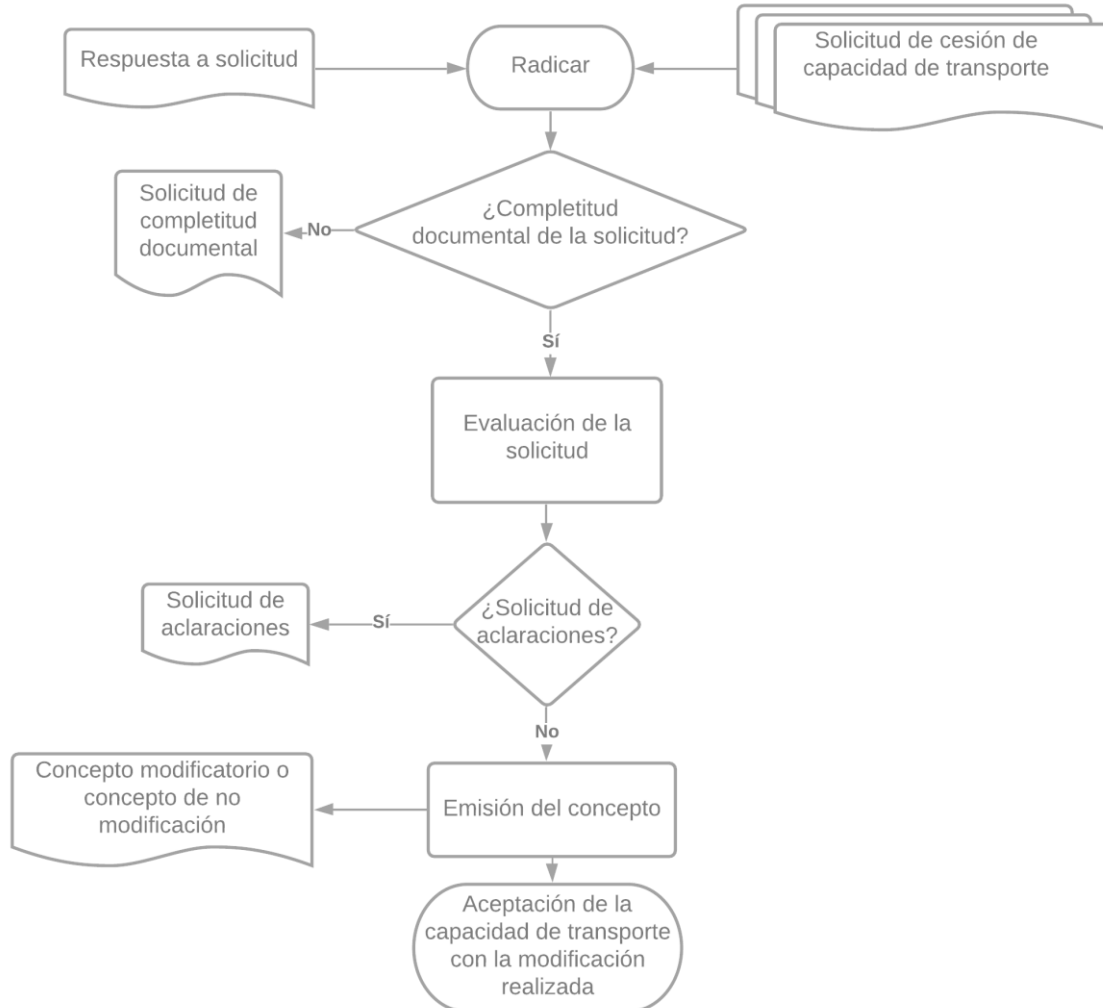 Respuesta a solicitud
Radicar
Solicitud de cesión de
capacidad de transporte
Solicitud de
completitud
documental
No
¿Completitud
documental de la solicitud?
Sí
Evaluación de la
solicitud
Solicitud de
aclaraciones
Sí
¿Solicitud de
aclaraciones?
No
Concepto modificatorio o
concepto de no
modificación
Emisión del concepto
Aceptación de la
capacidad de transporte
con la modificación
realizada